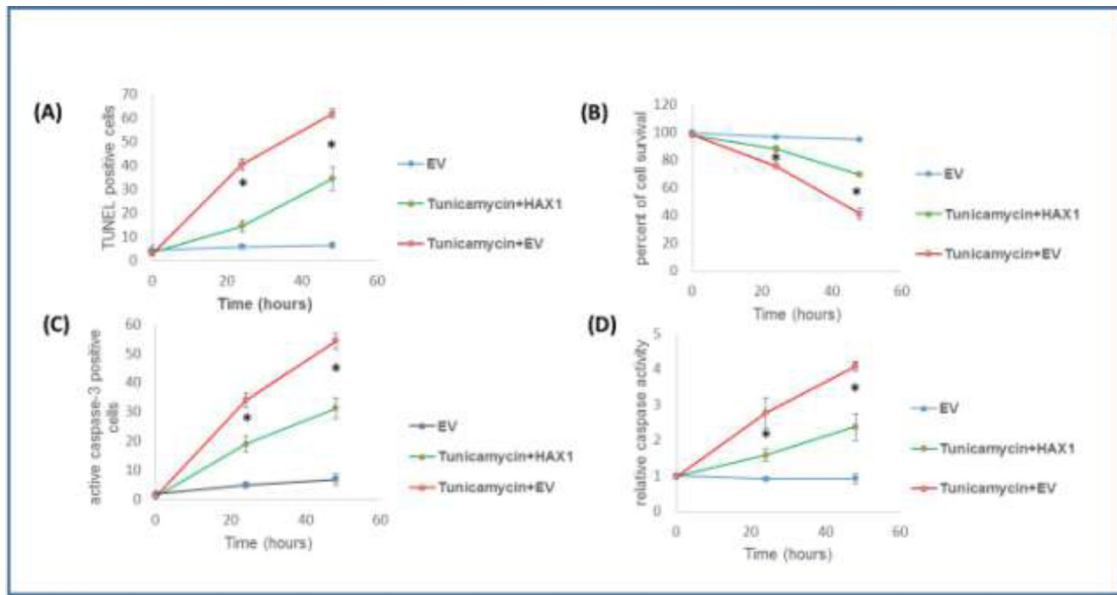 (A)
TUNEL positive cells
70
60
50
40
30
20
10
0
0
20
40
60
Time (hours)
*
*
EV
Tunicamycin+HAX1
Tunicamycin+EV
(B)
percent of cell survival
120
100
80
60
40
20
0
0
20
40
60
Time (hours)
*
*
EV
Tunicamycin+HAX1
Tunicamycin+EV
(C)
active caspase-3 positive
cells
60
50
40
30
20
10
0
0
20
40
60
Time (hours)
*
*
EV
Tunicamycin+HAX1
Tunicamycin+EV
(D)
relative caspase activity
5
4
3
2
1
0
0
20
40
60
Time (hours)
*
*
EV
Tunicamycin+HAX1
Tunicamycin+EV